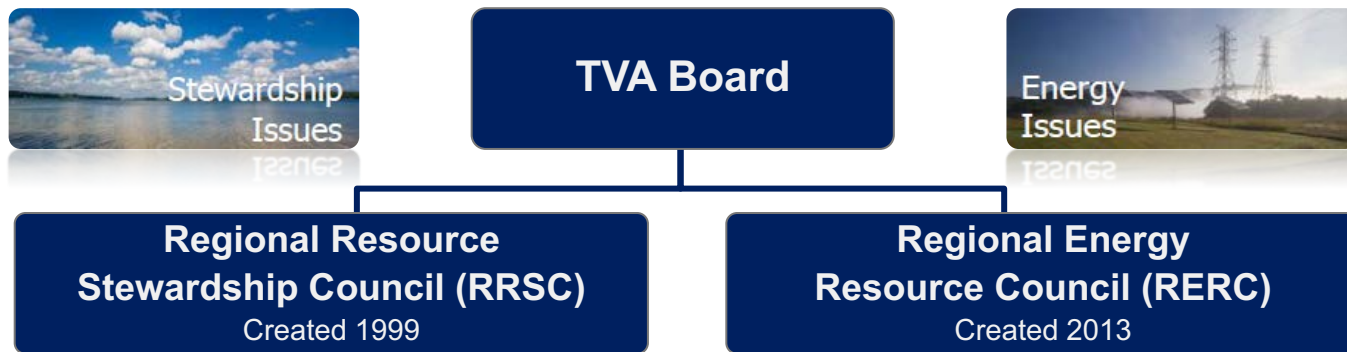 Stewardship
Issues
TVA Board
Energy
Issues
Regional Resource
Stewardship Council (RRSC)
Created 1999
Regional Energy
Resource Council (RERC)
Created 2013